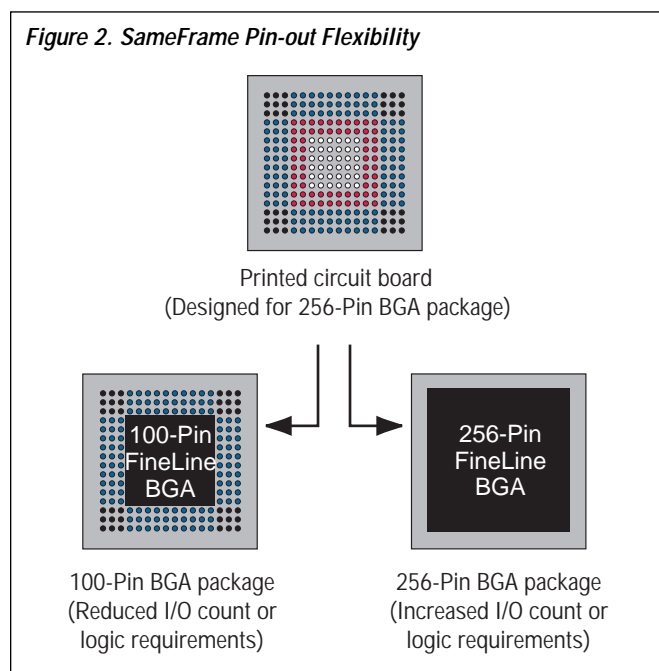 Figure 2. SameFrame Pin-out Flexibility
Printed circuit board
(Designed for 256-Pin BGA package)
100-Pin
FineLine
BGA
256-Pin
FineLine
BGA
100-Pin BGA package
(Reduced I/O count or
logic requirements)
256-Pin BGA package
(Increased I/O count or
logic requirements)